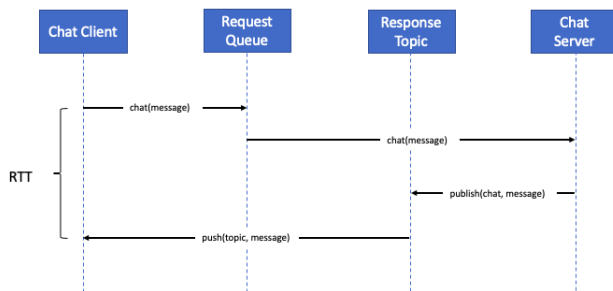 Chat Client
Request
Queue
Response
Topic
Chat
Server
chat(message)
chat(message)
RTT
publish(chat, message)
push(topic, message)